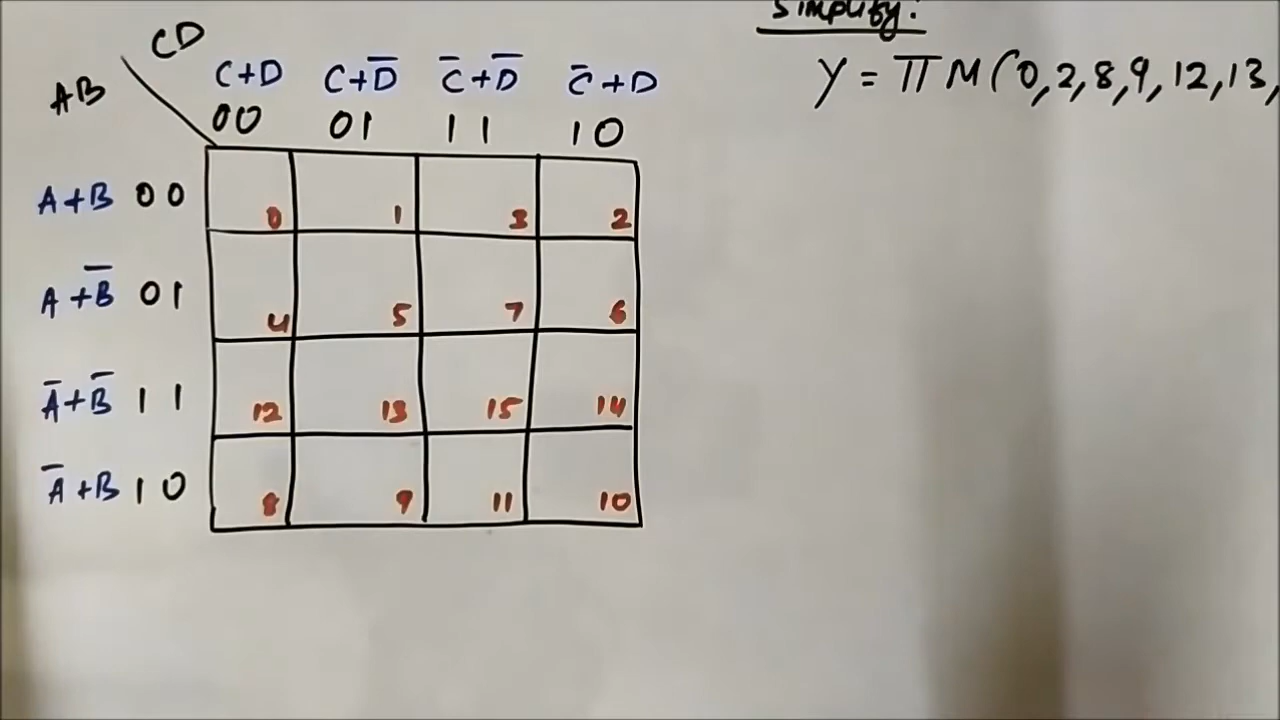 Simplify:
CD
AB
C+D C+D̅ C̅+D̅ C̅+D
00 01 11 10
Y = πM(0,2,8,9,12,13,
A+B 00
0 1 3 2
A+B̅ 01
4 5 7 6
A̅+B̅ 11
12 13 15 14
A̅+B 10
8 9 11 10